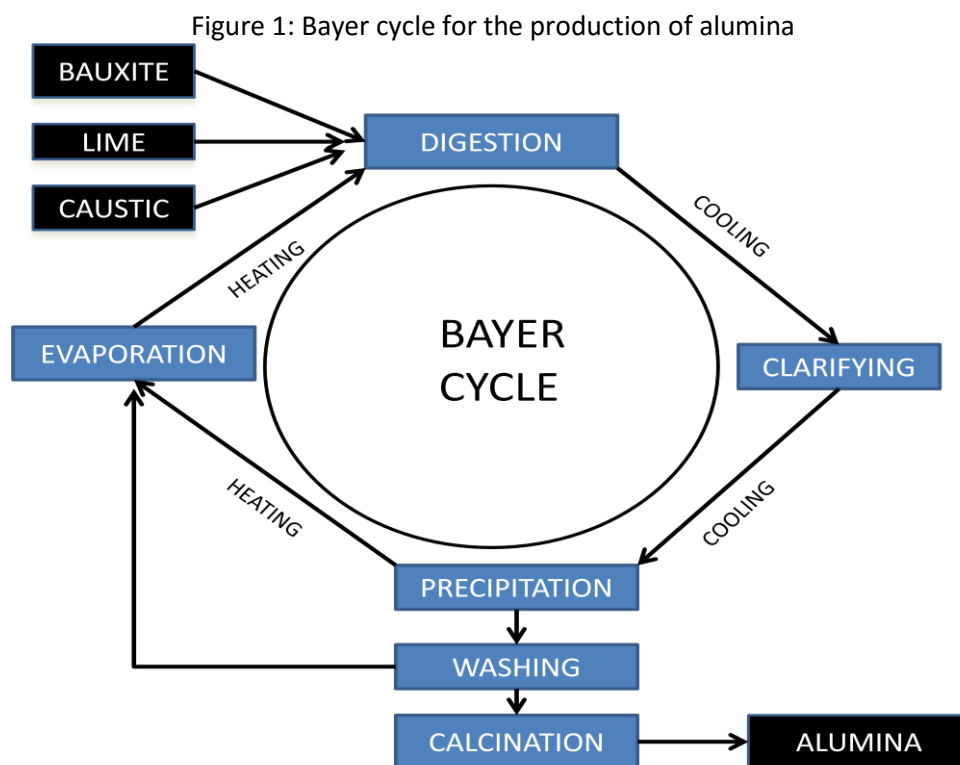 Figure 1: Bayer cycle for the production of alumina
BAUXITE
LIME
CAUSTIC
DIGESTION
COOLING
HEATING
EVAPORATION
BAYER
CYCLE
CLARIFYING
HEATING
COOLING
PRECIPITATION
WASHING
CALCINATION
ALUMINA